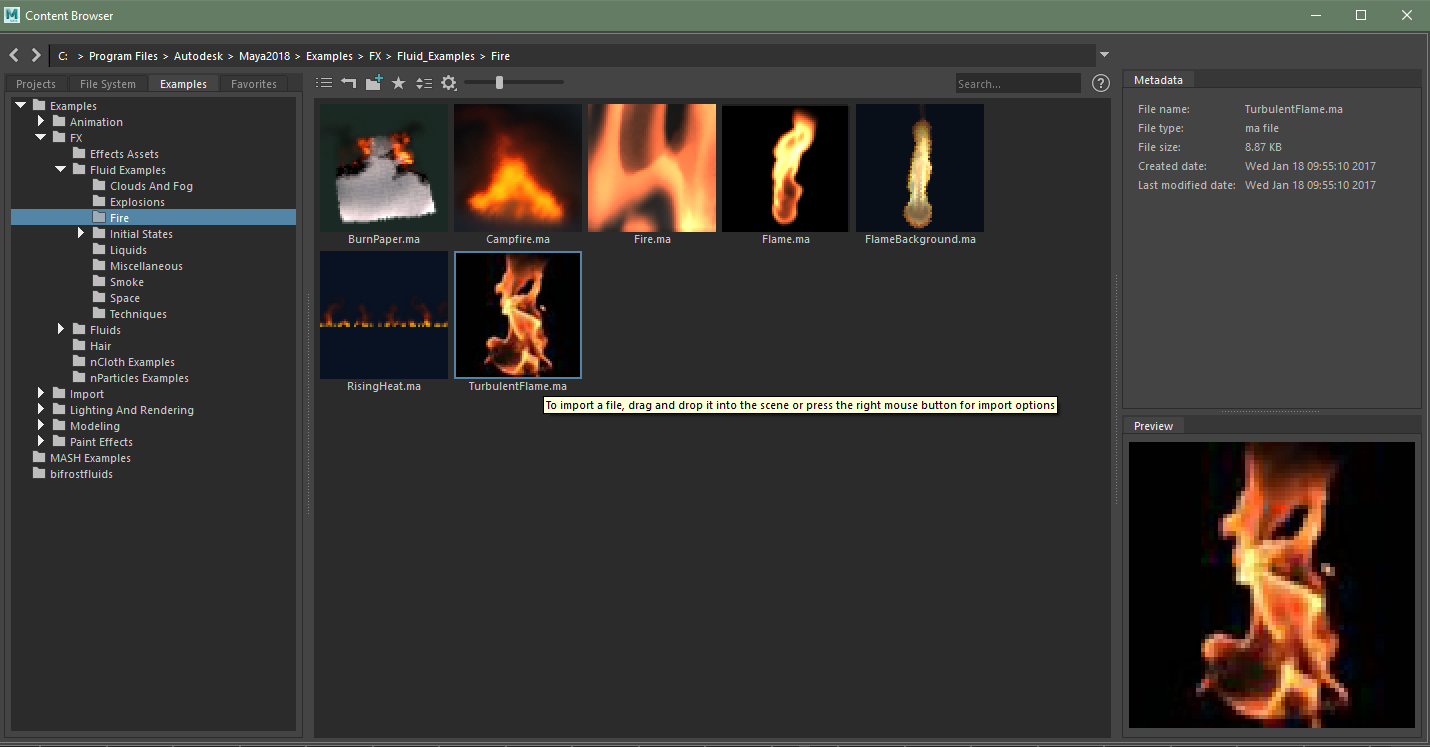 Content Browser
C: > Program Files > Autodesk > Maya2018 > Examples > FX > Fluid_Examples > Fire
Projects File System Examples Favorites
Search...
?
Examples
Animation
FX
Effects Assets
Fluid Examples
Clouds And Fog
Explosions
Fire
Initial States
Liquids
Miscellaneous
Smoke
Space
Techniques
Fluids
Hair
nCloth Examples
nParticles Examples
Import
Lighting And Rendering
Modeling
Paint Effects
MASH Examples
bifrostfluids
BurnPaper.ma Campfire.ma Fire.ma Flame.ma FlameBackground.ma
RisingHeat.ma TurbulentFlame.ma
To import a file, drag and drop it into the scene or press the right mouse button for import options
Metadata
File name: TurbulentFlame.ma
File type: ma file
File size: 8.87 KB
Created date: Wed Jan 18 09:55:10 2017
Last modified date: Wed Jan 18 09:55:10 2017
Preview